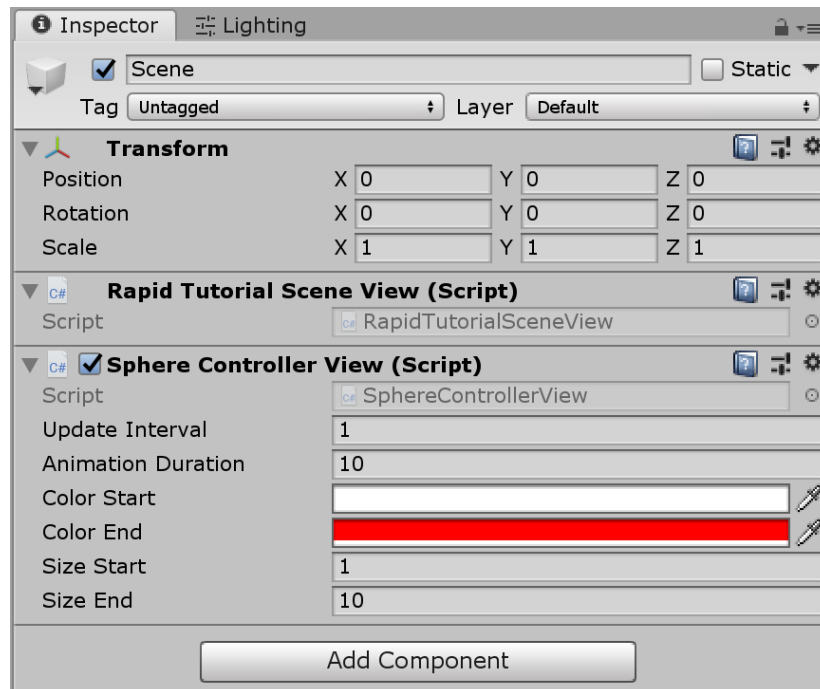 Inspector Lighting
Scene Static
Tag Untagged Layer Default
Transform
Position X 0 Y 0 Z 0
Rotation X 0 Y 0 Z 0
Scale X 1 Y 1 Z 1
C# Rapid Tutorial Scene View (Script)
Script C# RapidTutorialSceneView
C# Sphere Controller View (Script)
Script C# SphereControllerView
Update Interval 1
Animation Duration 10
Color Start
Color End
Size Start 1
Size End 10
Add Component